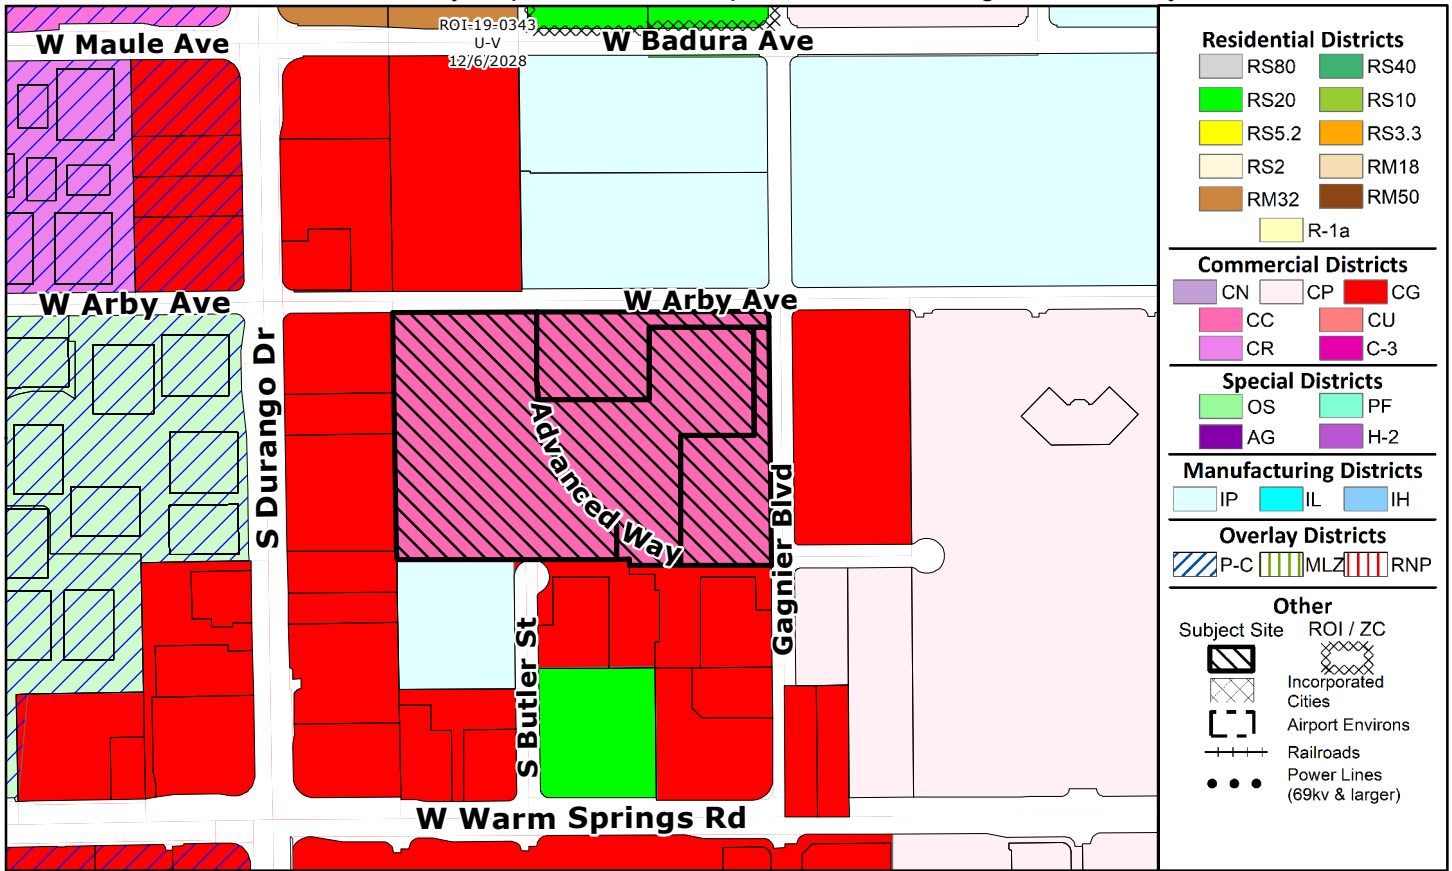 ROI-19-0343
U-V
12/6/2028
W Maule Ave
W Badura Ave
W Arby Ave
W Arby Ave
S Durango Dr
Advanced Way
Gagnier Blvd
S Butler St
W Warm Springs Rd
Residential Districts
RS80 RS40
RS20 RS10
RS5.2 RS3.3
RS2 RM18
RM32 RM50
R-1a
Commercial Districts
CN CP CG
CC CU
CR C-3
Special Districts
OS PF
AG H-2
Manufacturing Districts
IP IL IH
Overlay Districts
P-C MLZ RNP
Other
Subject Site ROI / ZC
Incorporated
Cities
Airport Environs
Railroads
Power Lines
(69kv & larger)